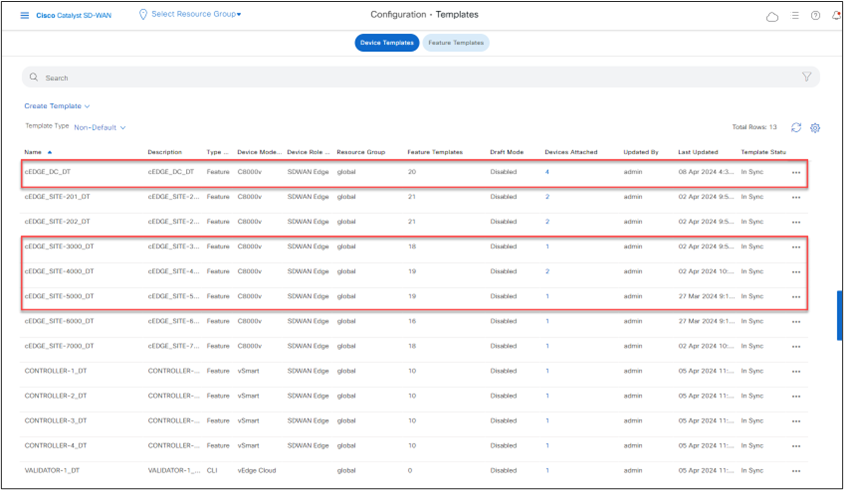 Cisco Catalyst SD-WAN
Select Resource Group
Configuration · Templates
Device Templates Feature Templates
Search
Create Template
Template Type Non-Default
Total Rows: 13
Name Description Type ... Device Mode... Device Role ... Resource Group Feature Templates Draft Mode Devices Attached Updated By Last Updated Template Statu
cEDGE_DC_DT cEDGE_DC_DT Feature C8000v SDWAN Edge global 20 Disabled 4 admin 08 Apr 2024 4:3... In Sync
cEDGE_SITE-201_DT cEDGE_SITE-2... Feature C8000v SDWAN Edge global 21 Disabled 2 admin 02 Apr 2024 9:5... In Sync
cEDGE_SITE-202_DT cEDGE_SITE-2... Feature C8000v SDWAN Edge global 21 Disabled 2 admin 02 Apr 2024 9:5... In Sync
cEDGE_SITE-3000_DT cEDGE_SITE-3... Feature C8000v SDWAN Edge global 18 Disabled 1 admin 02 Apr 2024 9:5... In Sync
cEDGE_SITE-4000_DT cEDGE_SITE-4... Feature C8000v SDWAN Edge global 19 Disabled 2 admin 02 Apr 2024 10:... In Sync
cEDGE_SITE-5000_DT cEDGE_SITE-5... Feature C8000v SDWAN Edge global 19 Disabled 1 admin 27 Mar 2024 9:1... In Sync
cEDGE_SITE-6000_DT cEDGE_SITE-6... Feature C8000v SDWAN Edge global 16 Disabled 1 admin 27 Mar 2024 9:1... In Sync
cEDGE_SITE-7000_DT cEDGE_SITE-7... Feature C8000v SDWAN Edge global 18 Disabled 1 admin 02 Apr 2024 10:... In Sync
CONTROLLER-1_DT CONTROLLER-... Feature vSmart SDWAN Edge global 10 Disabled 1 admin 05 Apr 2024 11:... In Sync
CONTROLLER-2_DT CONTROLLER-... Feature vSmart SDWAN Edge global 10 Disabled 1 admin 05 Apr 2024 11:... In Sync
CONTROLLER-3_DT CONTROLLER-... Feature vSmart SDWAN Edge global 10 Disabled 1 admin 05 Apr 2024 11:... In Sync
CONTROLLER-4_DT CONTROLLER-... Feature vSmart SDWAN Edge global 10 Disabled 1 admin 05 Apr 2024 11:... In Sync
VALIDATOR-1_DT VALIDATOR-1_... CLI vEdge Cloud global 0 Disabled 1 admin 05 Apr 2024 11:... In Sync